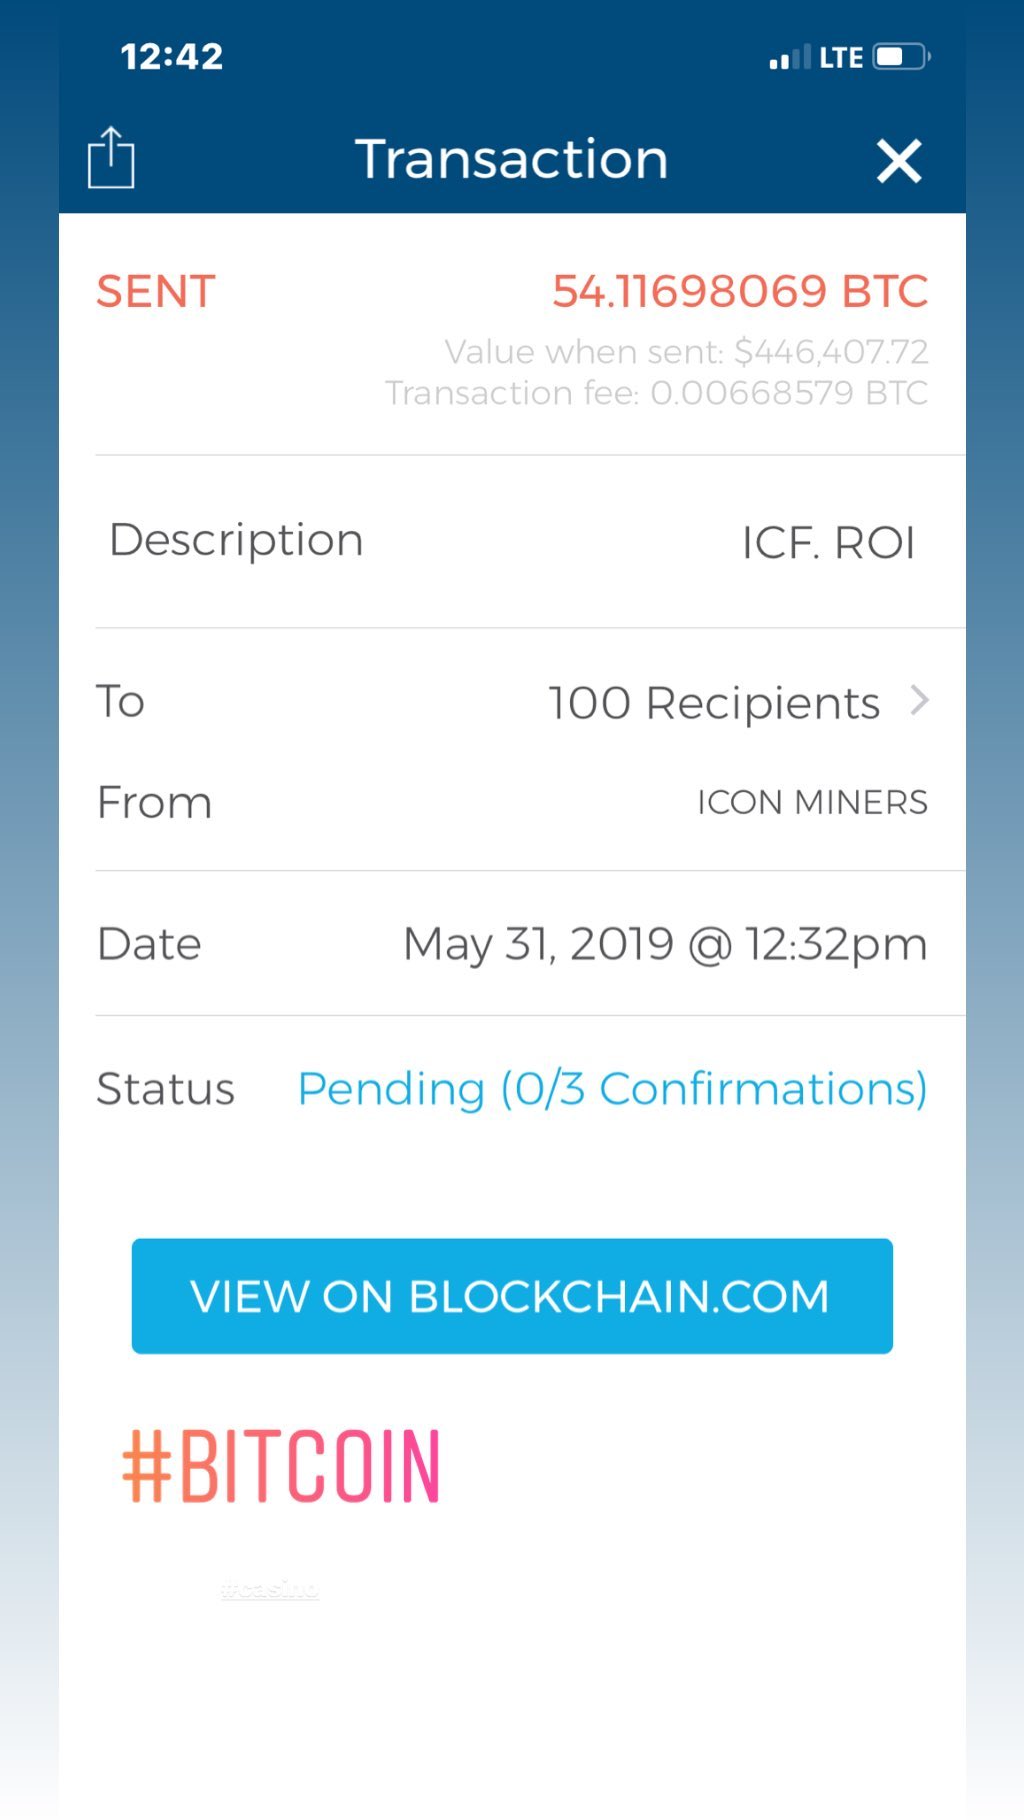 12:42 LTE
Transaction
SENT 54.11698069 BTC
Value when sent: $446,407.72
Transaction fee: 0.00668579 BTC
Description ICF. ROI
To 100 Recipients
From ICON MINERS
Date May 31, 2019 @ 12:32pm
Status Pending (0/3 Confirmations)
VIEW ON BLOCKCHAIN.COM
#BITCOIN
#casino